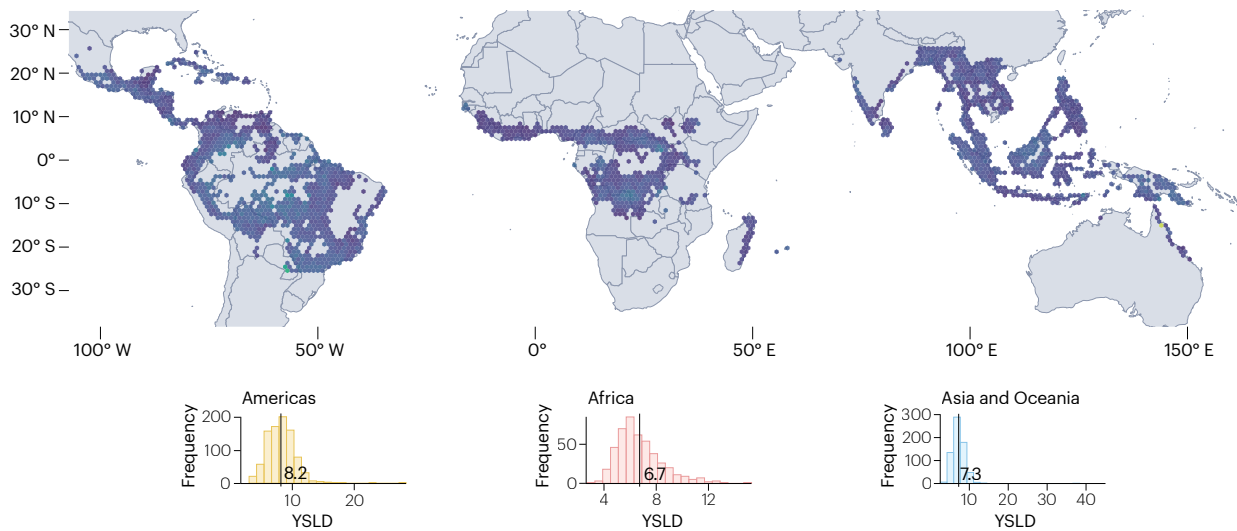 30° N
20° N
10° N
0°
10° S
20° S
30° S
100° W
50° W
0°
50° E
100° E
150° E
Americas
Frequency
200
100
0
8.2
10
20
YSLD
Africa
Frequency
50
0
6.7
4
8
12
YSLD
Asia and Oceania
Frequency
300
200
100
0
7.3
10
20
30
40
YSLD